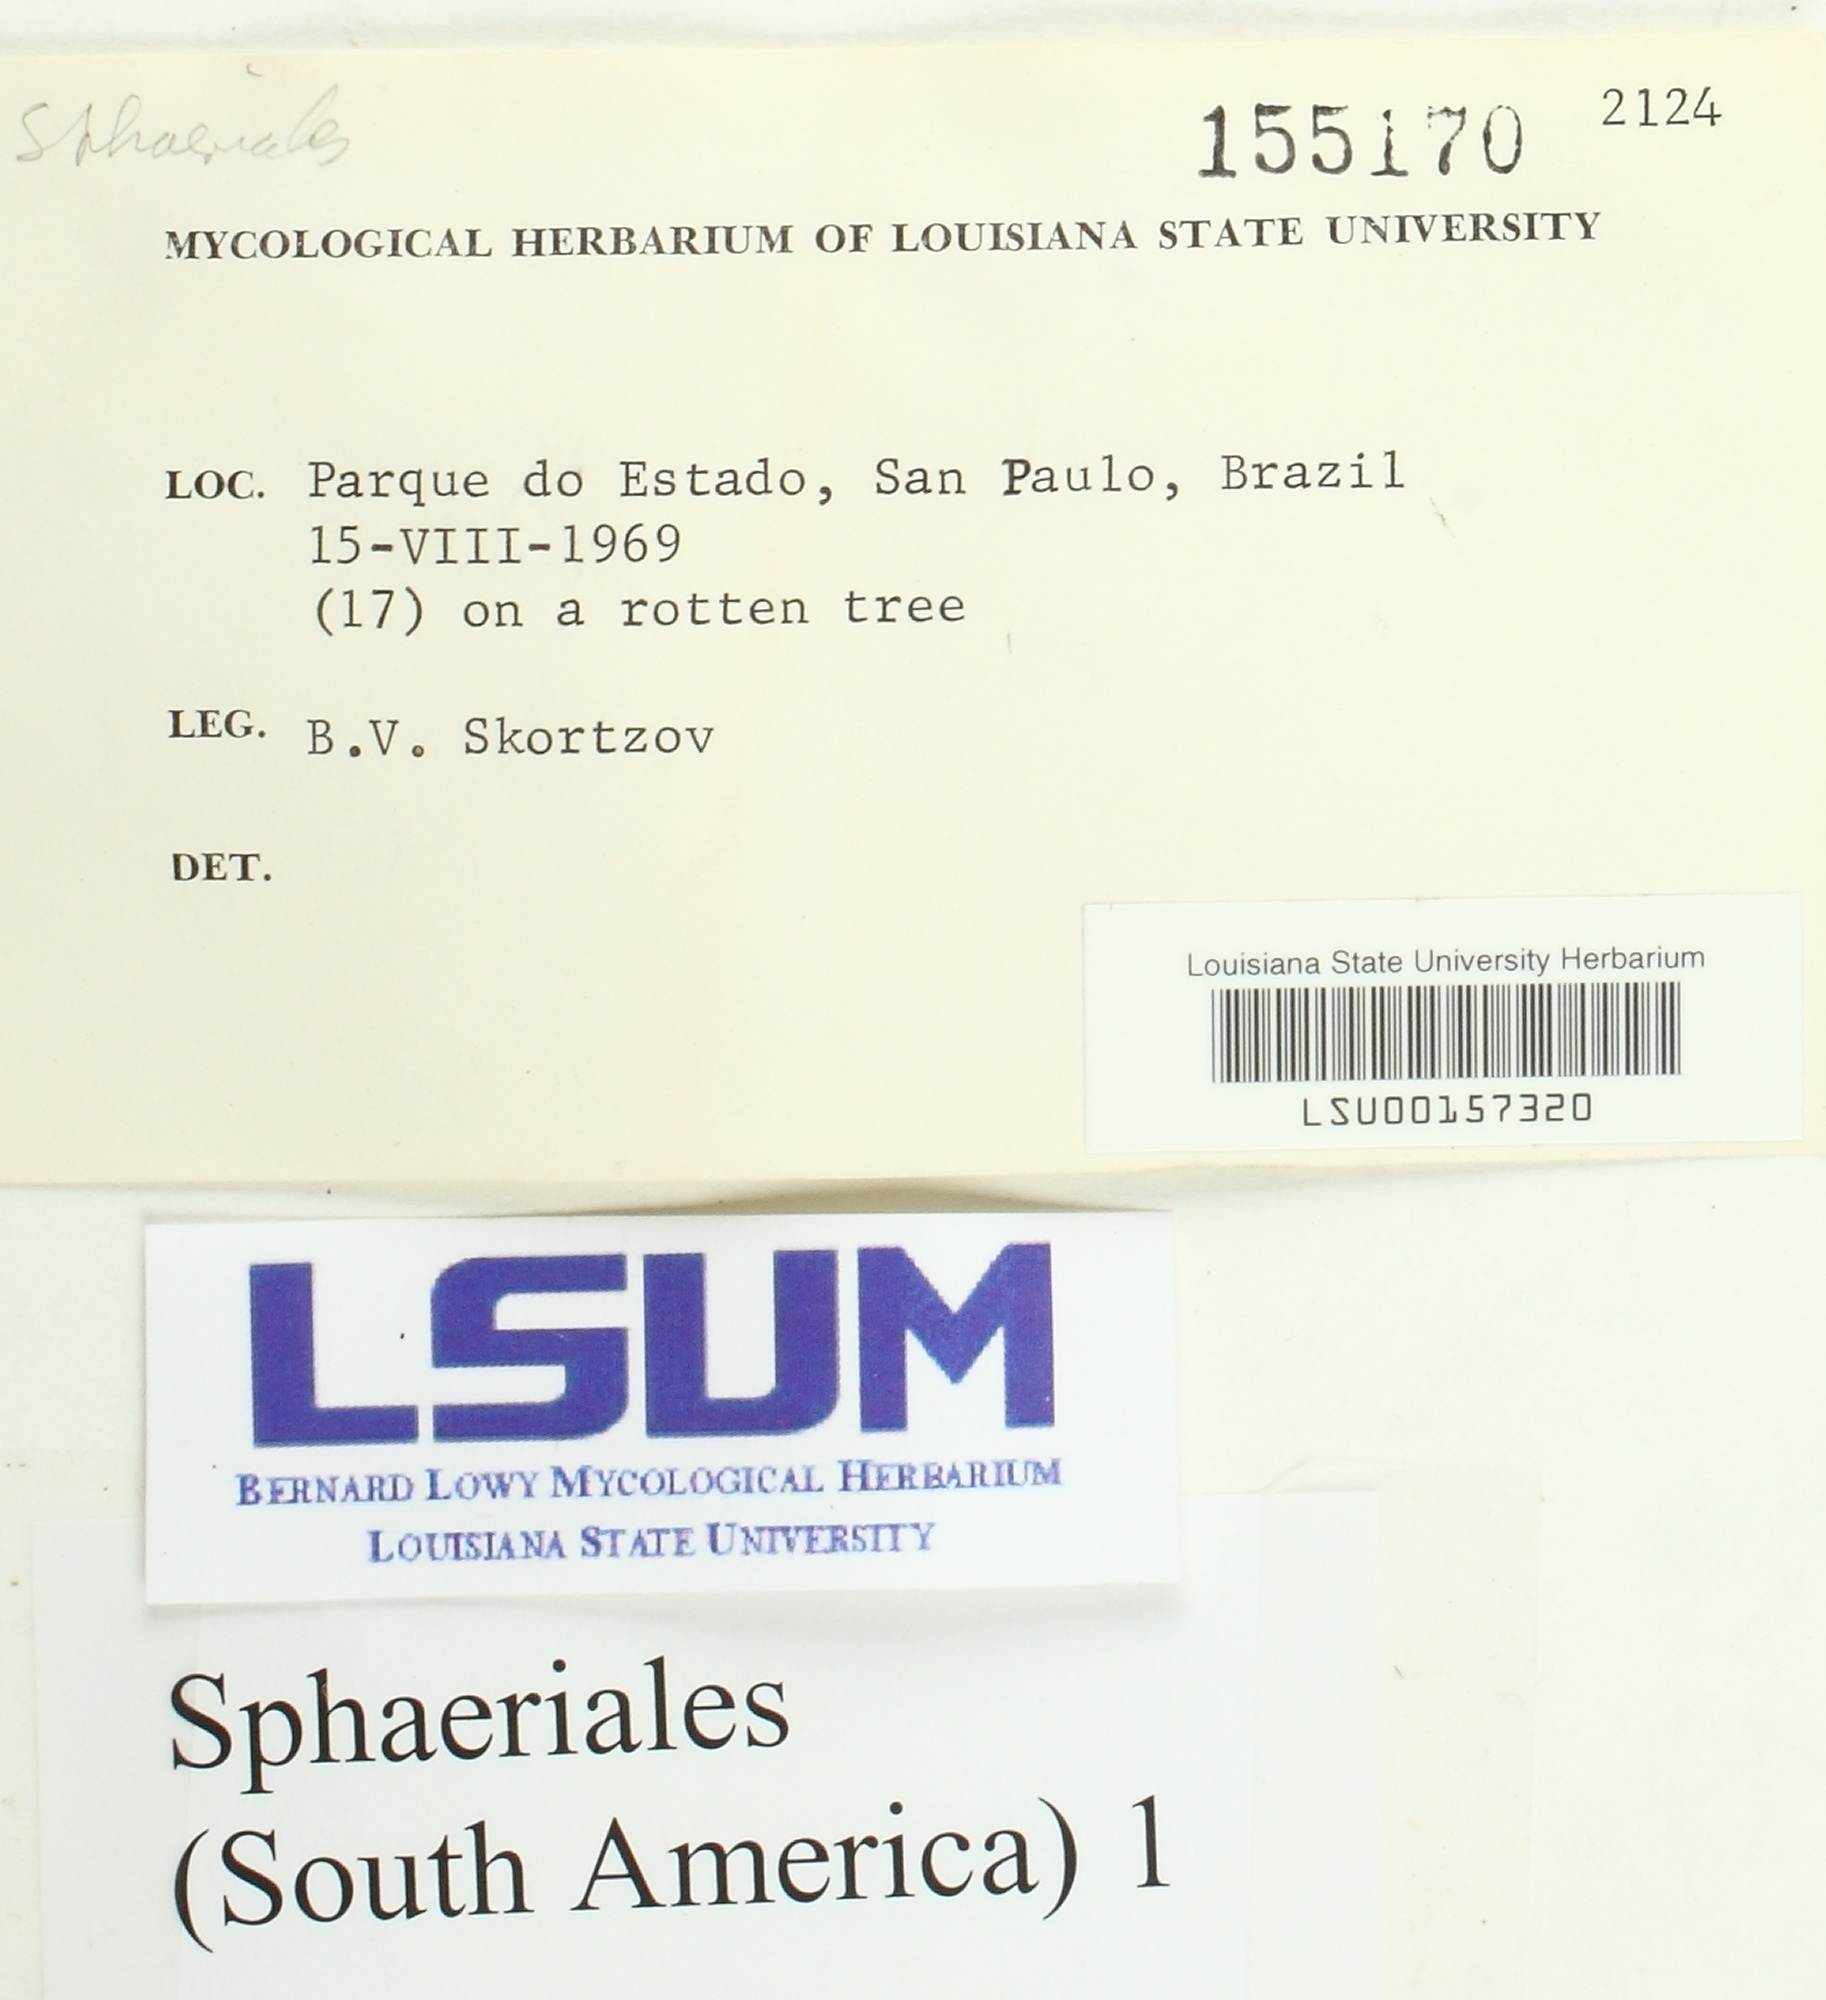 Sphaeriales
155170 2124
MYCOLOGICAL HERBARIUM OF LOUISIANA STATE UNIVERSITY
LOC. Parque do Estado, San Paulo, Brazil
15-VIII-1969
(17) on a rotten tree
LEG. B.V. Skortzov
DET.
Louisiana State University Herbarium
LSU00157320
LSUM
BERNARD LOWY MYCOLOGICAL HERBARIUM
LOUISIANA STATE UNIVERSITY
Sphaeriales
(South America) 1